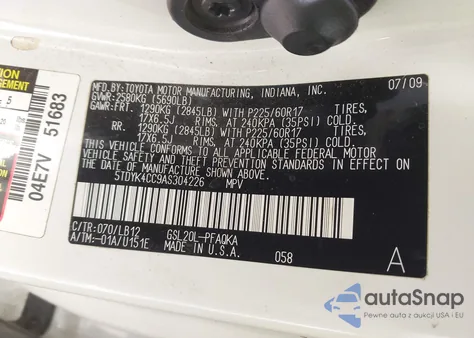 MFD. BY: TOYOTA MOTOR MANUFACTURING, INDIANA, INC. 07/09
GVWR: 2580KG (5690LB)
GAWR: FRT. 1290KG (2845LB) WITH P225/60R17 TIRES,
17X6.5J RIMS, AT 240KPA (35PSI) COLD.
RR. 1290KG (2845LB) WITH P225/60R17 TIRES,
17X6.5J RIMS, AT 240KPA (35PSI) COLD.
THIS VEHICLE CONFORMS TO ALL APPLICABLE FEDERAL MOTOR
VEHICLE SAFETY AND THEFT PREVENTION STANDARDS IN EFFECT
ON THE DATE OF MANUFACTURE SHOWN ABOVE.
5TDYK4CC9AS304226 MPV
C/TR: 070/LB12 GSL20L-PFAQKA
A/TM: -01A/U151E MADE IN U.S.A. 058 A
04E7V 51683
5
autoSnap
Pewne auta z przebiegiem USA i EU